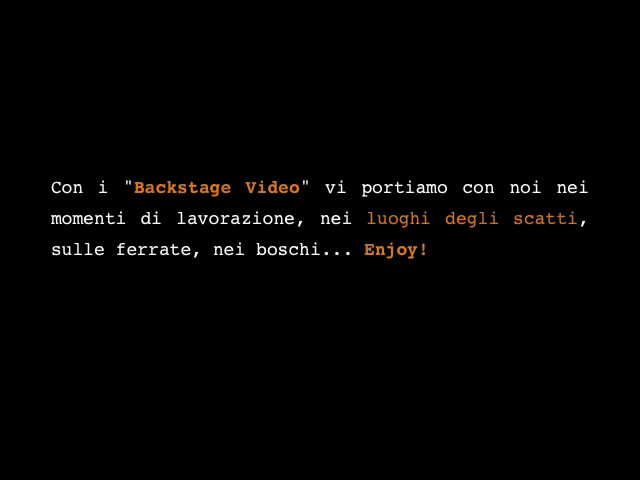 Con i "Backstage Video" vi portiamo con noi nei
momenti di lavorazione, nei luoghi degli scatti,
sulle ferrate, nei boschi... Enjoy!